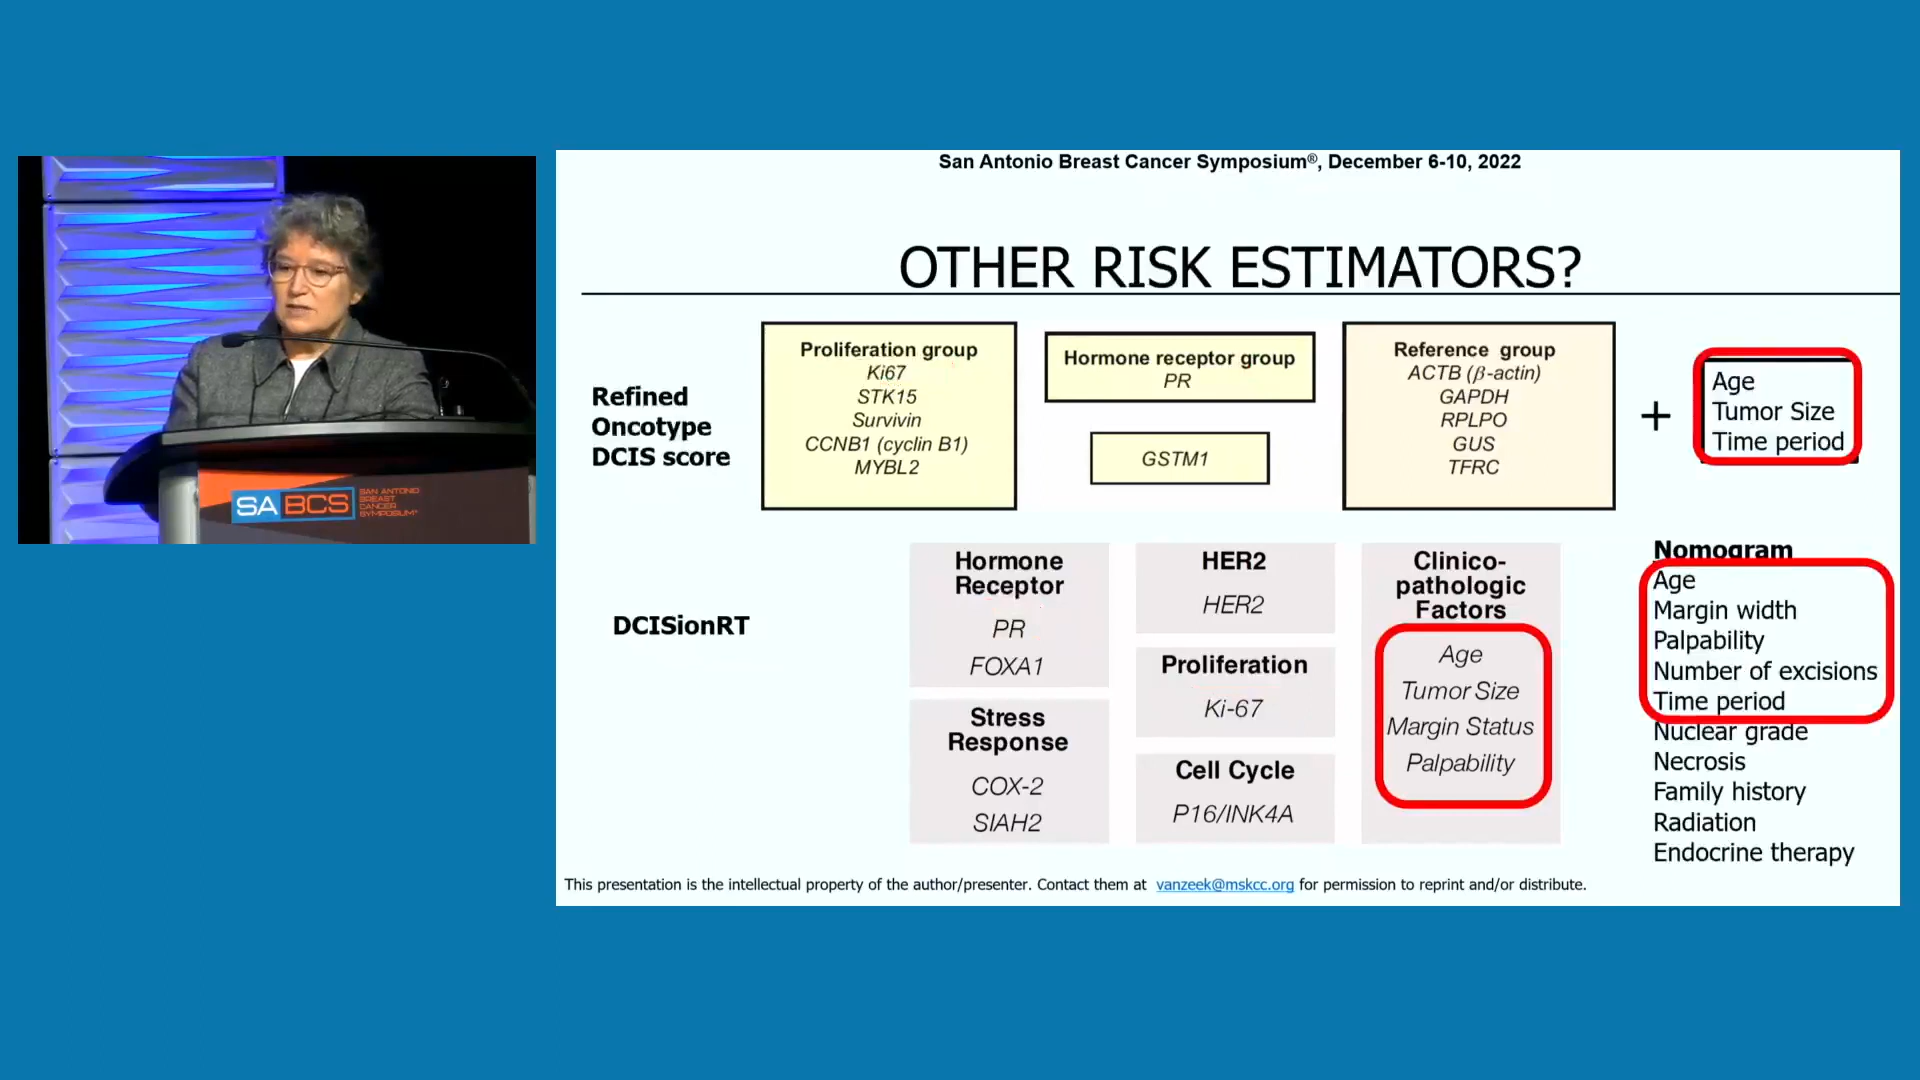 San Antonio Breast Cancer Symposium®, December 6-10, 2022
OTHER RISK ESTIMATORS?
Refined
Oncotype
DCIS score
Proliferation group
Ki67
STK15
Survivin
CCNB1 (cyclin B1)
MYBL2
Hormone receptor group
PR
GSTM1
Reference group
ACTB (β-actin)
GAPDH
RPLPO
GUS
TFRC
+
Age
Tumor Size
Time period
DCISionRT
Hormone
Receptor
PR
FOXA1
Stress
Response
COX-2
SIAH2
HER2
HER2
Proliferation
Ki-67
Cell Cycle
P16/INK4A
Clinico-
pathologic
Factors
Age
Tumor Size
Margin Status
Palpability
Nomogram
Age
Margin width
Palpability
Number of excisions
Time period
Nuclear grade
Necrosis
Family history
Radiation
Endocrine therapy
This presentation is the intellectual property of the author/presenter. Contact them at vanzeek@mskcc.org for permission to reprint and/or distribute.
SABCS
SAN ANTONIO
BREAST
CANCER
SYMPOSIUM®